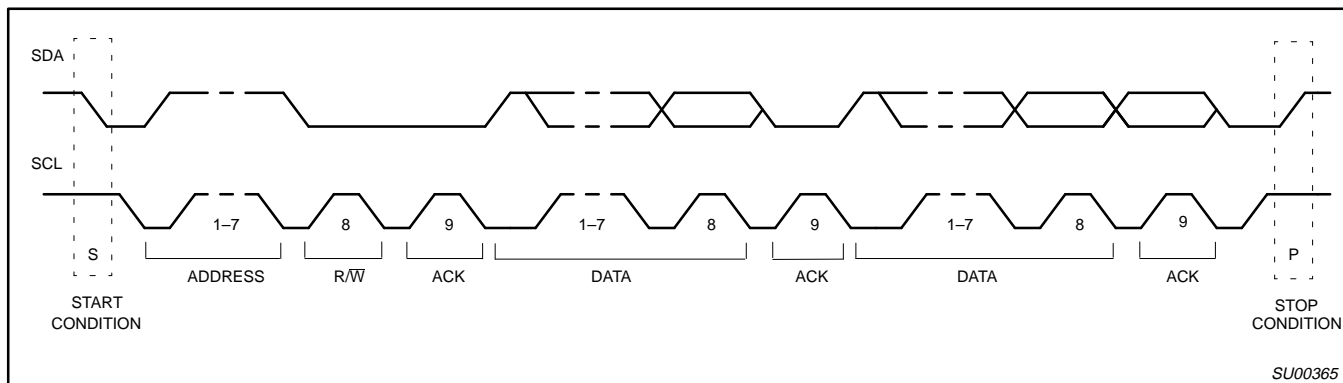 SDA
SCL
1–7 8 9 1–7 8 9 1–7 8 9
S P
ADDRESS R/W̅ ACK DATA ACK DATA ACK
START CONDITION
STOP CONDITION
SU00365